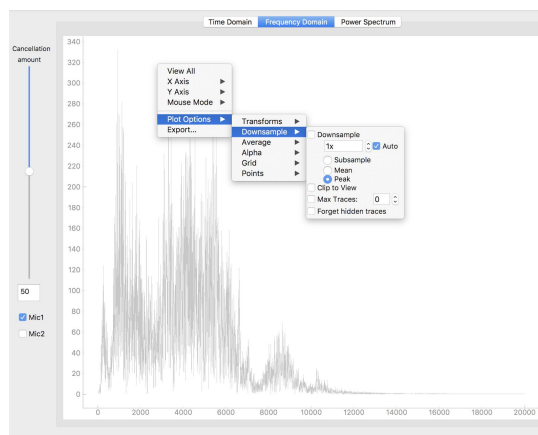 Time Domain Frequency Domain Power Spectrum
Cancellation
amount
50
Mic1
Mic2
340
320
300
280
260
240
220
200
180
160
140
120
100
80
60
40
20
0
0 2000 4000 6000 8000 10000 12000 14000 16000 18000 20000
View All
X Axis
Y Axis
Mouse Mode
Plot Options
Export...
Transforms
Downsample
Average
Alpha
Grid
Points
Downsample
1x Auto
Subsample
Mean
Peak
Clip to View
Max Traces: 0
Forget hidden traces